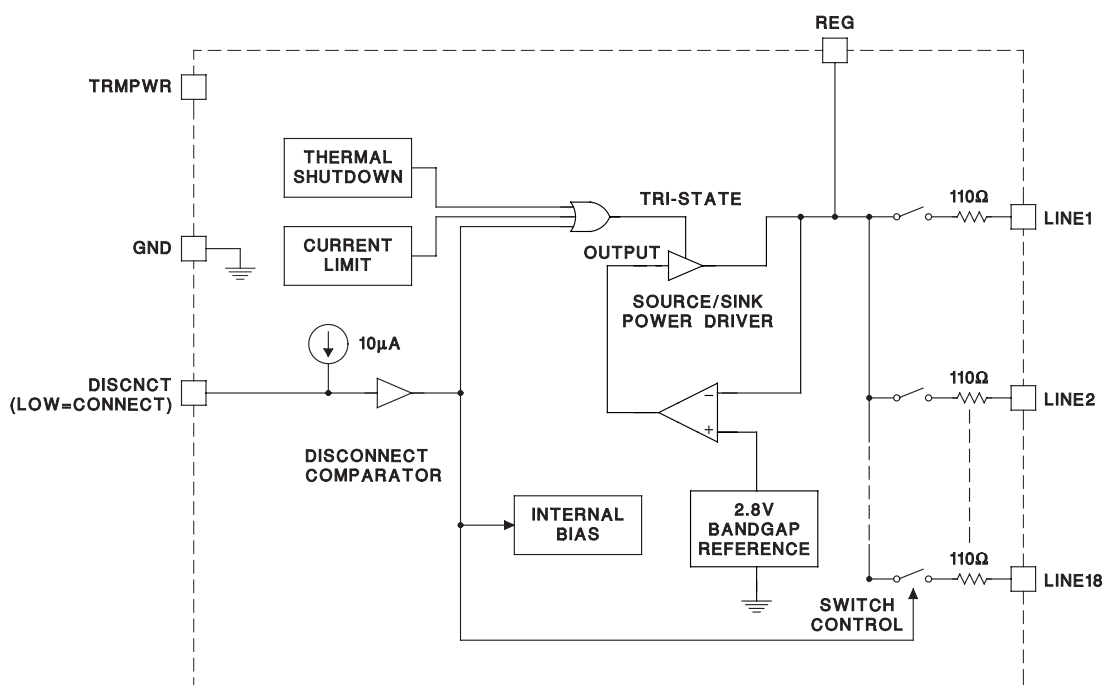 REG
TRMPWR
THERMAL
SHUTDOWN
TRI-STATE
110Ω
LINE1
GND
CURRENT
LIMIT
OUTPUT
SOURCE/SINK
POWER DRIVER
10µA
DISCNCT
(LOW=CONNECT)
110Ω
LINE2
–
+
DISCONNECT
COMPARATOR
INTERNAL
BIAS
2.8V
BANDGAP
REFERENCE
110Ω
LINE18
SWITCH
CONTROL